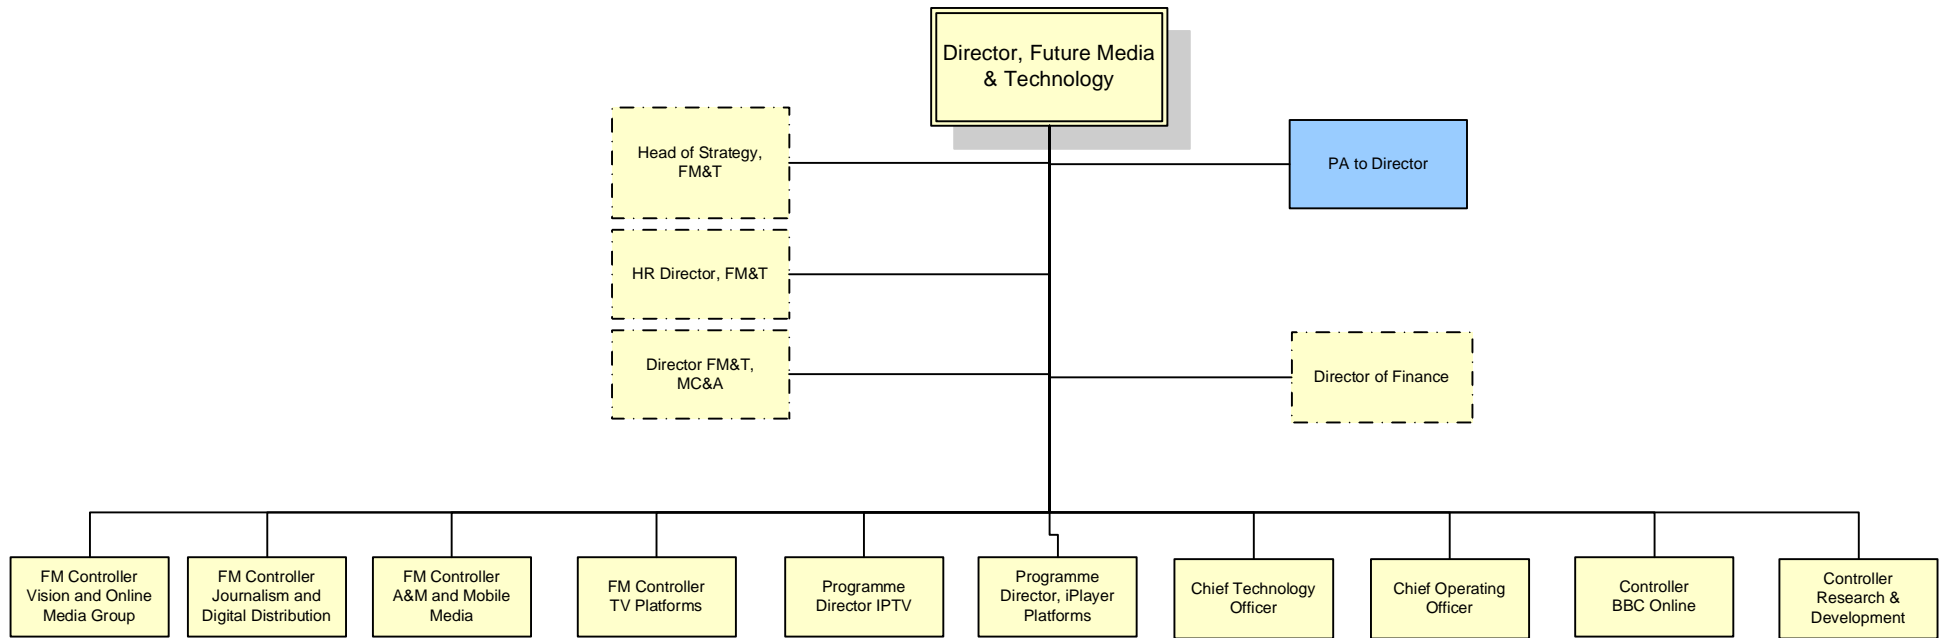 Director, Future Media
& Technology
Head of Strategy,
FM&T
PA to Director
HR Director, FM&T
Director FM&T,
MC&A
Director of Finance
FM Controller
Vision and Online
Media Group
FM Controller
Journalism and
Digital Distribution
FM Controller
A&M and Mobile
Media
FM Controller
TV Platforms
Programme
Director IPTV
Programme
Director, iPlayer
Platforms
Chief Technology
Officer
Chief Operating
Officer
Controller
BBC Online
Controller
Research &
Development